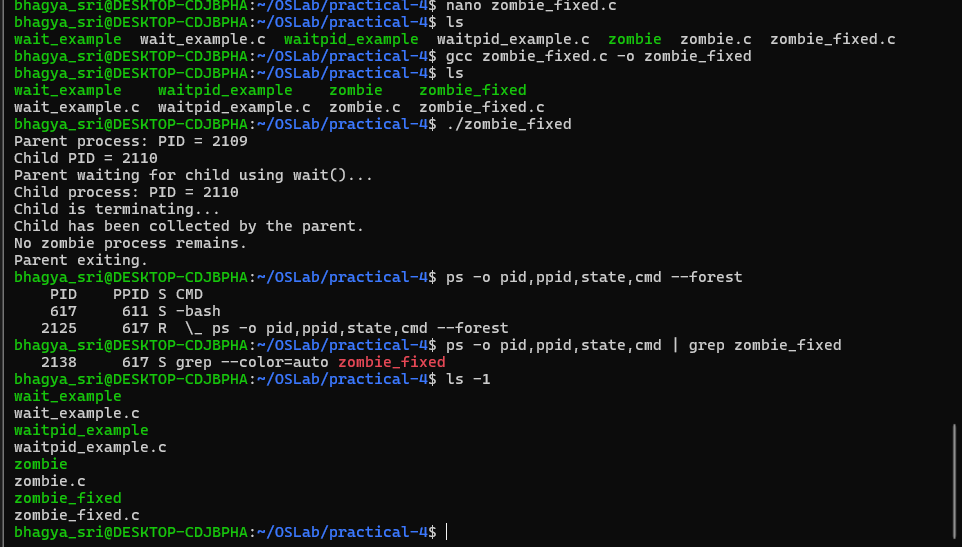 bhagya_sri@DESKTOP-CDJBPHA:~/OSLab/practical-4$ nano zombie_fixed.c
bhagya_sri@DESKTOP-CDJBPHA:~/OSLab/practical-4$ ls
wait_example  wait_example.c  waitpid_example  waitpid_example.c  zombie  zombie.c  zombie_fixed.c
bhagya_sri@DESKTOP-CDJBPHA:~/OSLab/practical-4$ gcc zombie_fixed.c -o zombie_fixed
bhagya_sri@DESKTOP-CDJBPHA:~/OSLab/practical-4$ ls
wait_example    waitpid_example    zombie    zombie_fixed
wait_example.c  waitpid_example.c  zombie.c  zombie_fixed.c
bhagya_sri@DESKTOP-CDJBPHA:~/OSLab/practical-4$ ./zombie_fixed
Parent process: PID = 2109
Child PID = 2110
Parent waiting for child using wait()...
Child process: PID = 2110
Child is terminating...
Child has been collected by the parent.
No zombie process remains.
Parent exiting.
bhagya_sri@DESKTOP-CDJBPHA:~/OSLab/practical-4$ ps -o pid,ppid,state,cmd --forest
    PID    PPID S CMD
    617     611 S -bash
   2125     617 R  \_ ps -o pid,ppid,state,cmd --forest
bhagya_sri@DESKTOP-CDJBPHA:~/OSLab/practical-4$ ps -o pid,ppid,state,cmd | grep zombie_fixed
   2138     617 S grep --color=auto zombie_fixed
bhagya_sri@DESKTOP-CDJBPHA:~/OSLab/practical-4$ ls -1
wait_example
wait_example.c
waitpid_example
waitpid_example.c
zombie
zombie.c
zombie_fixed
zombie_fixed.c
bhagya_sri@DESKTOP-CDJBPHA:~/OSLab/practical-4$